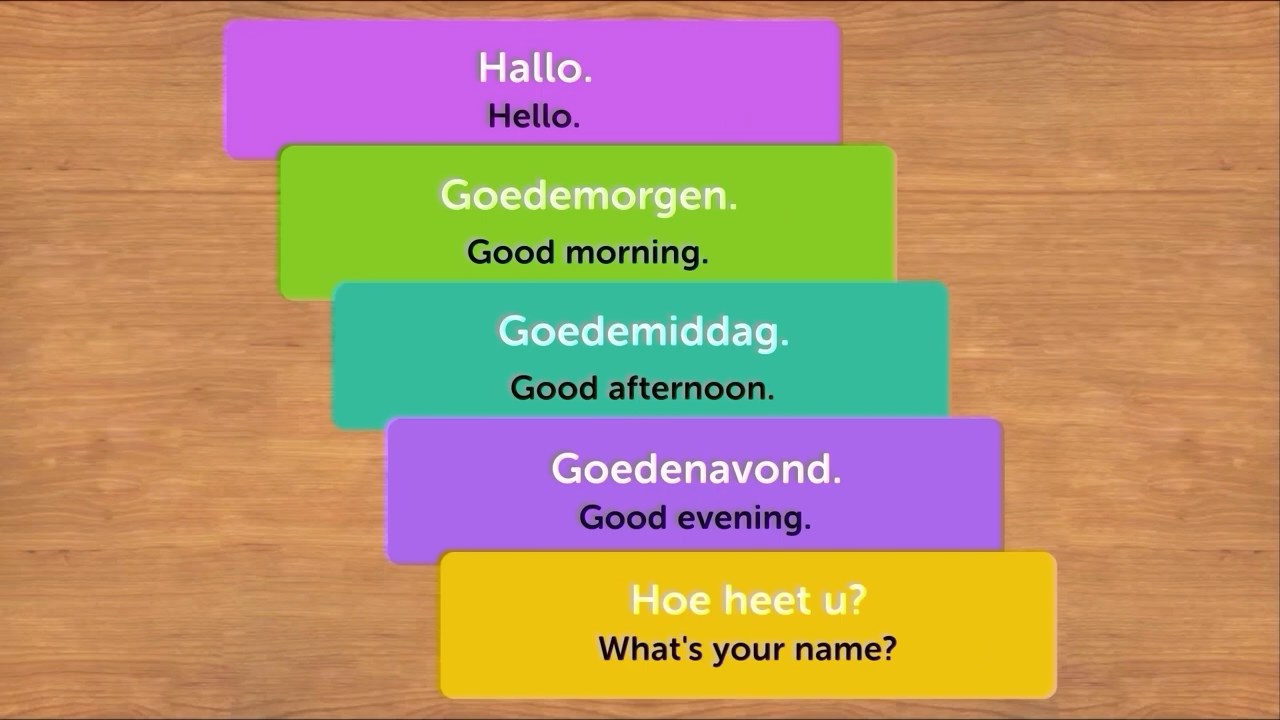 Hallo.
Hello.
Goedemorgen.
Good morning.
Goedemiddag.
Good afternoon.
Goedenavond.
Good evening.
Hoe heet u?
What's your name?